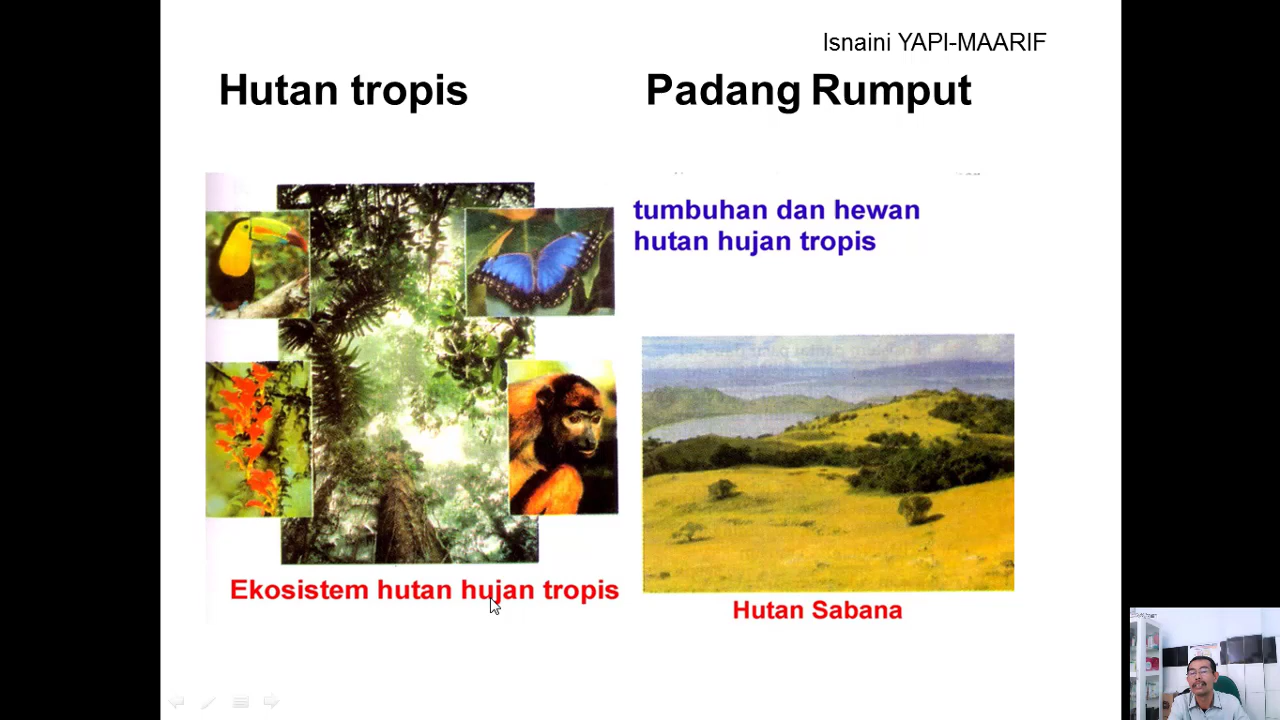 Isnaini YAPI-MAARIF
Hutan tropis
Padang Rumput
tumbuhan dan hewan
hutan hujan tropis
Ekosistem hutan hujan tropis
Hutan Sabana